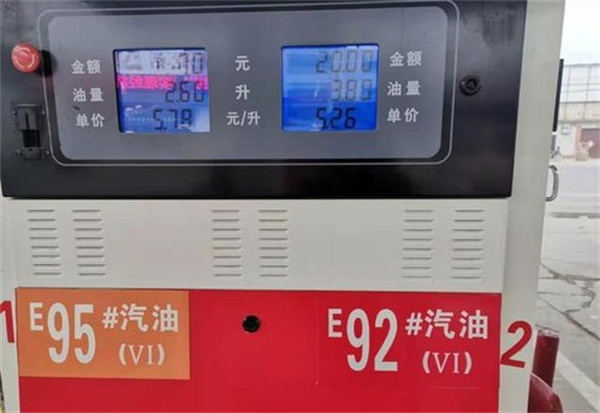 金额 元 20.00 金额
油量 2.60 升 3.80 油量
单价 5.78 元/升 5.26 单价
1 E95#汽油 E92#汽油 2
(VI) (VI)